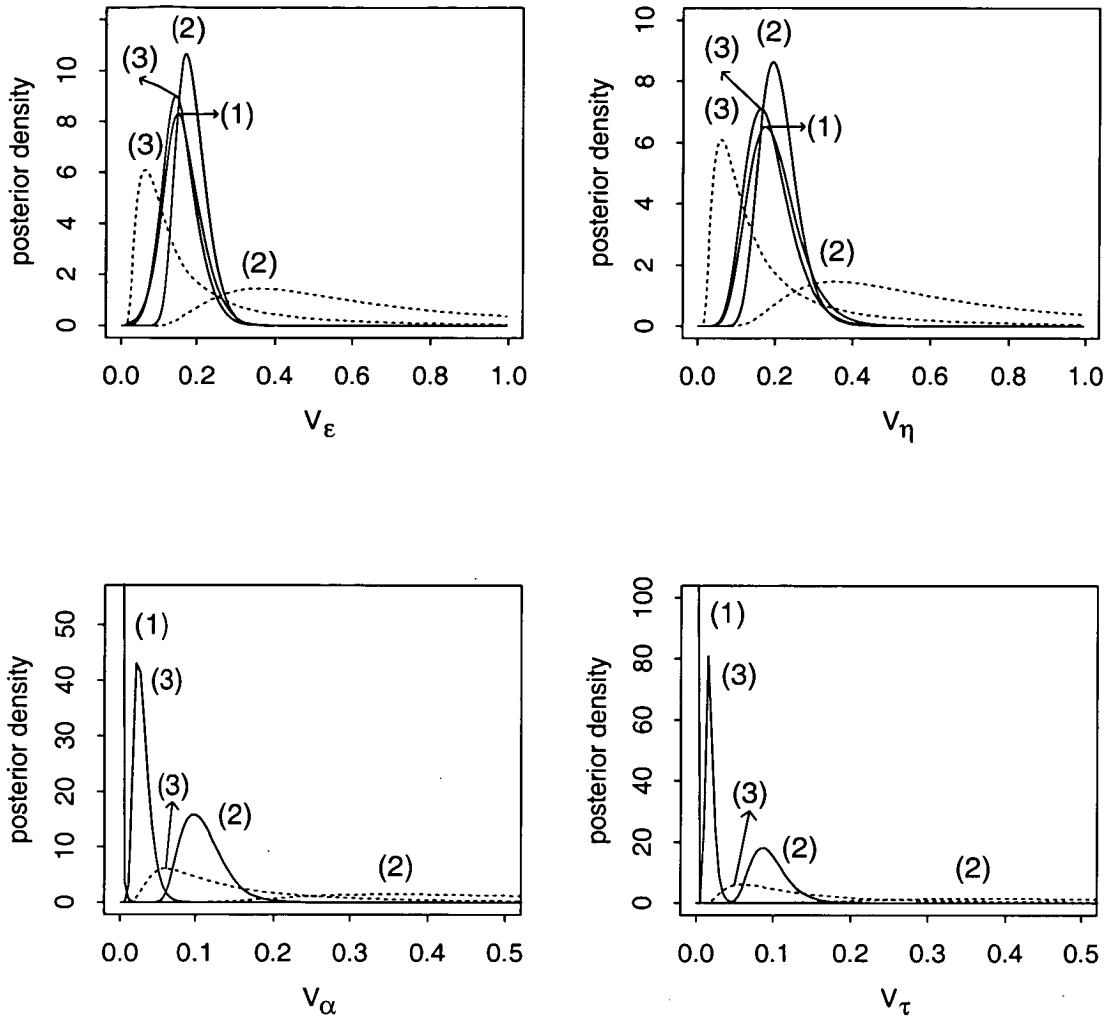 posterior density
0 2 4 6 8 10
(2)
(3)
(1)
(3)
(2)
0.0 0.2 0.4 0.6 0.8 1.0
Vε
posterior density
0 2 4 6 8 10
(2)
(3)
(1)
(3)
(2)
0.0 0.2 0.4 0.6 0.8 1.0
Vη
posterior density
0 10 20 30 40 50
(1)
(3)
(3)
(2)
(2)
0.0 0.1 0.2 0.3 0.4 0.5
Vα
posterior density
0 20 40 60 80 100
(1)
(3)
(3)
(2)
(2)
0.0 0.1 0.2 0.3 0.4 0.5
Vτ